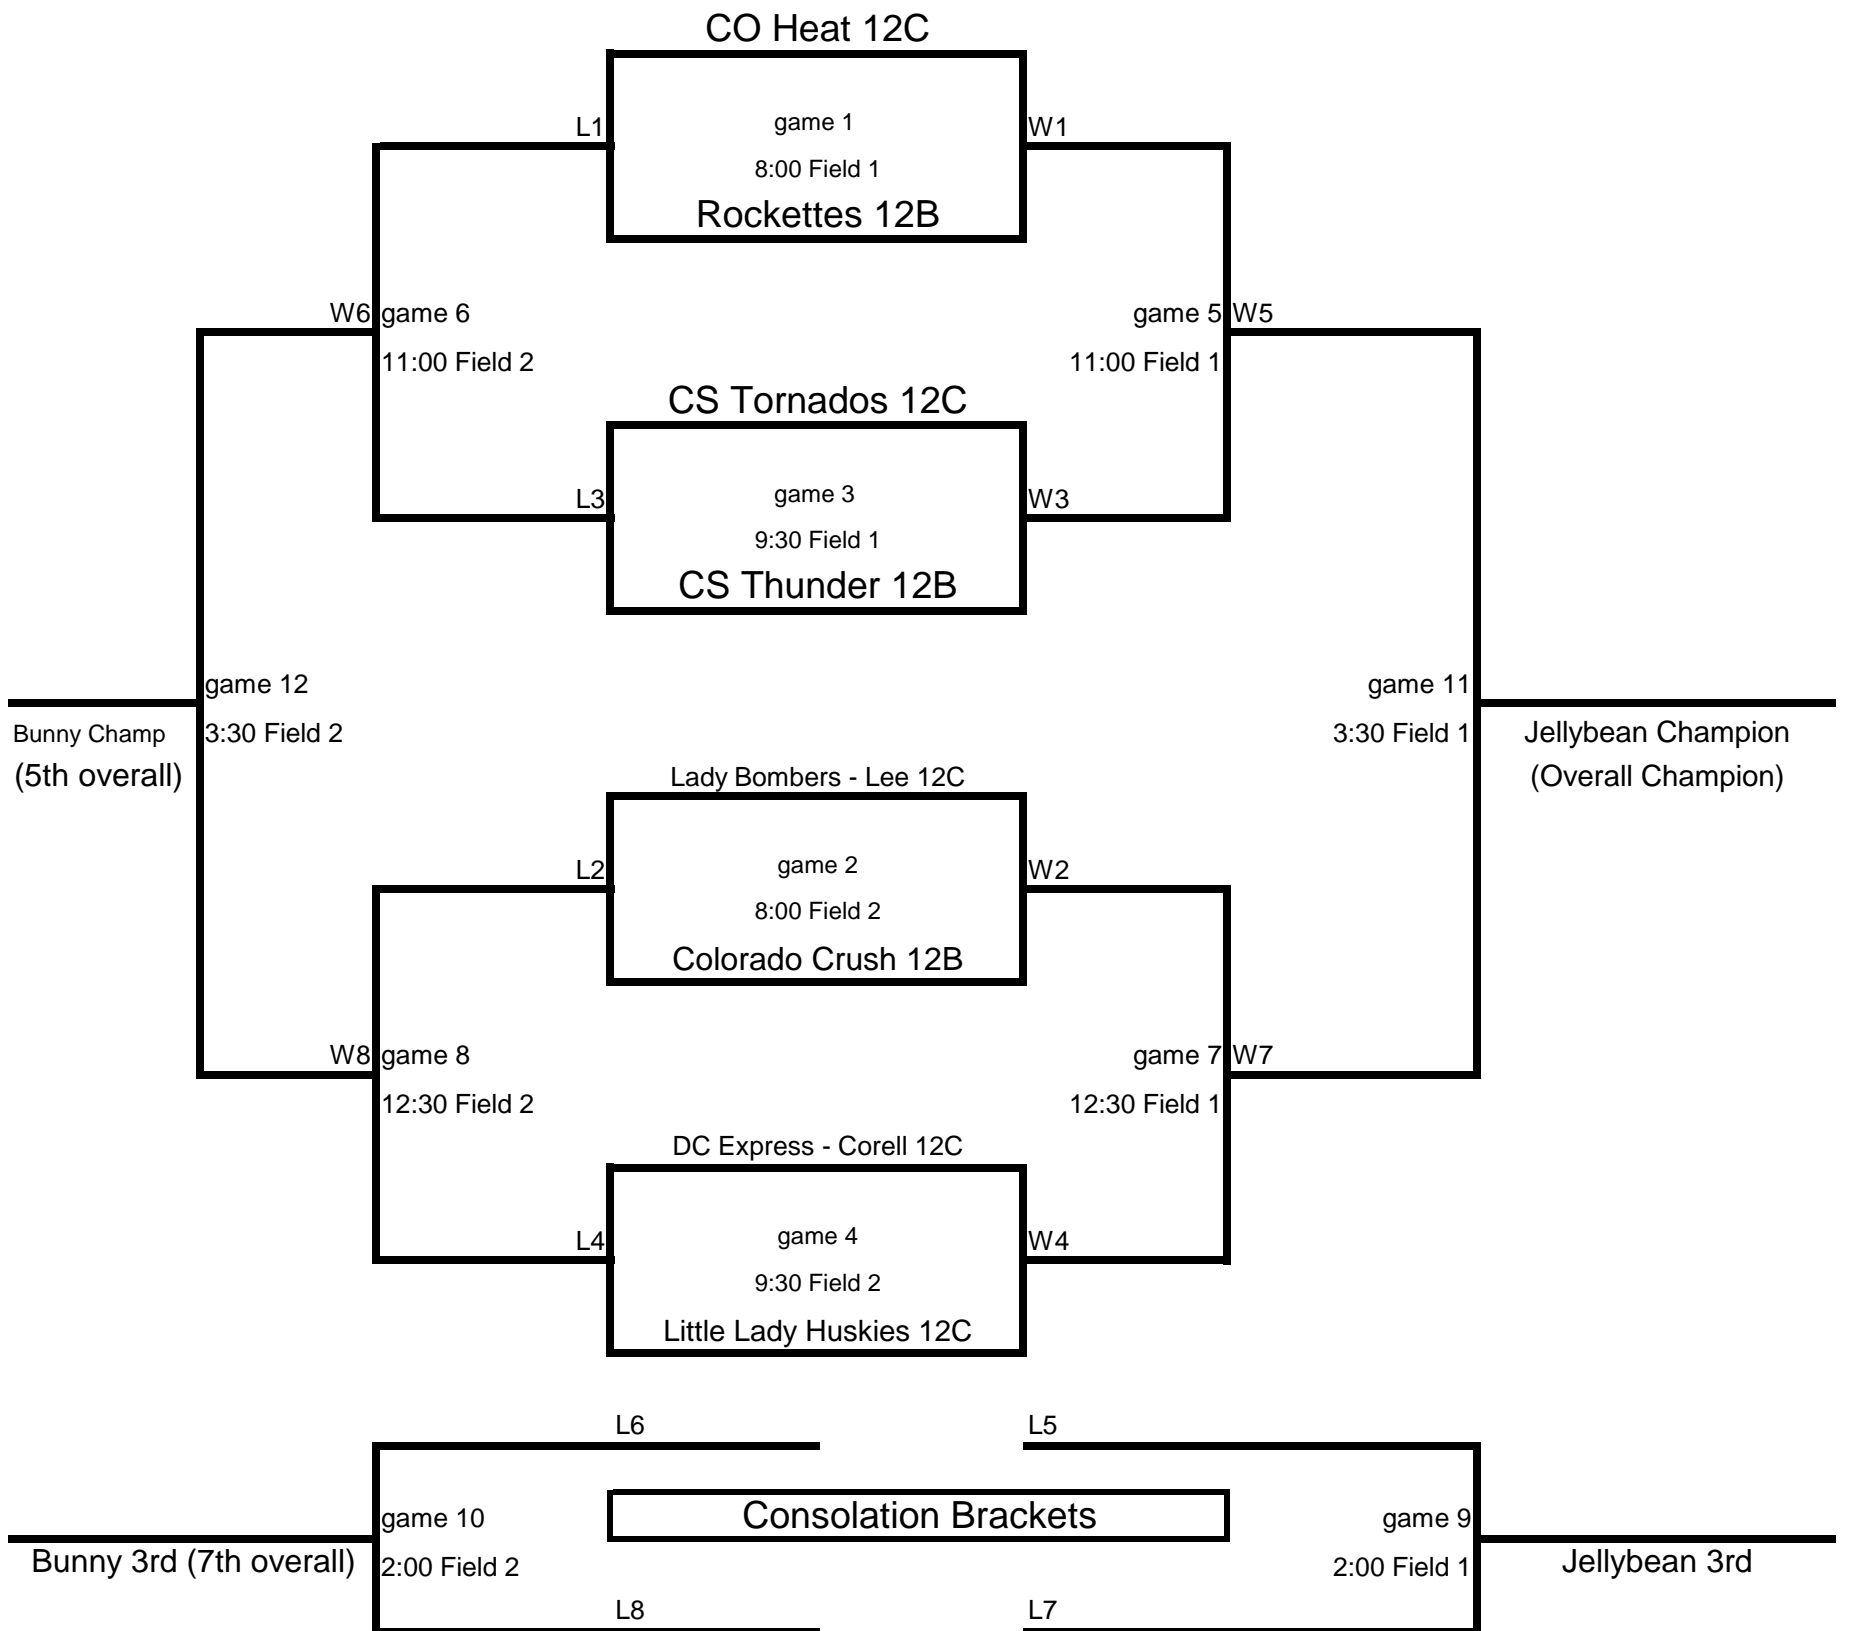 CO Heat 12C
L1
game 1
W1
8:00 Field 1
Rockettes 12B
W6
game 6
game 5
W5
11:00 Field 2
11:00 Field 1
CS Tornados 12C
L3
game 3
W3
9:30 Field 1
CS Thunder 12B
game 12
game 11
Bunny Champ
3:30 Field 2
3:30 Field 1
Jellybean Champion
(5th overall)
(Overall Champion)
Lady Bombers - Lee 12C
L2
game 2
W2
8:00 Field 2
Colorado Crush 12B
W8
game 8
game 7
W7
12:30 Field 2
12:30 Field 1
DC Express - Corell 12C
L4
game 4
W4
9:30 Field 2
Little Lady Huskies 12C
L6
L5
game 10
Consolation Brackets
game 9
Bunny 3rd (7th overall)
2:00 Field 2
2:00 Field 1
Jellybean 3rd
L8
L7